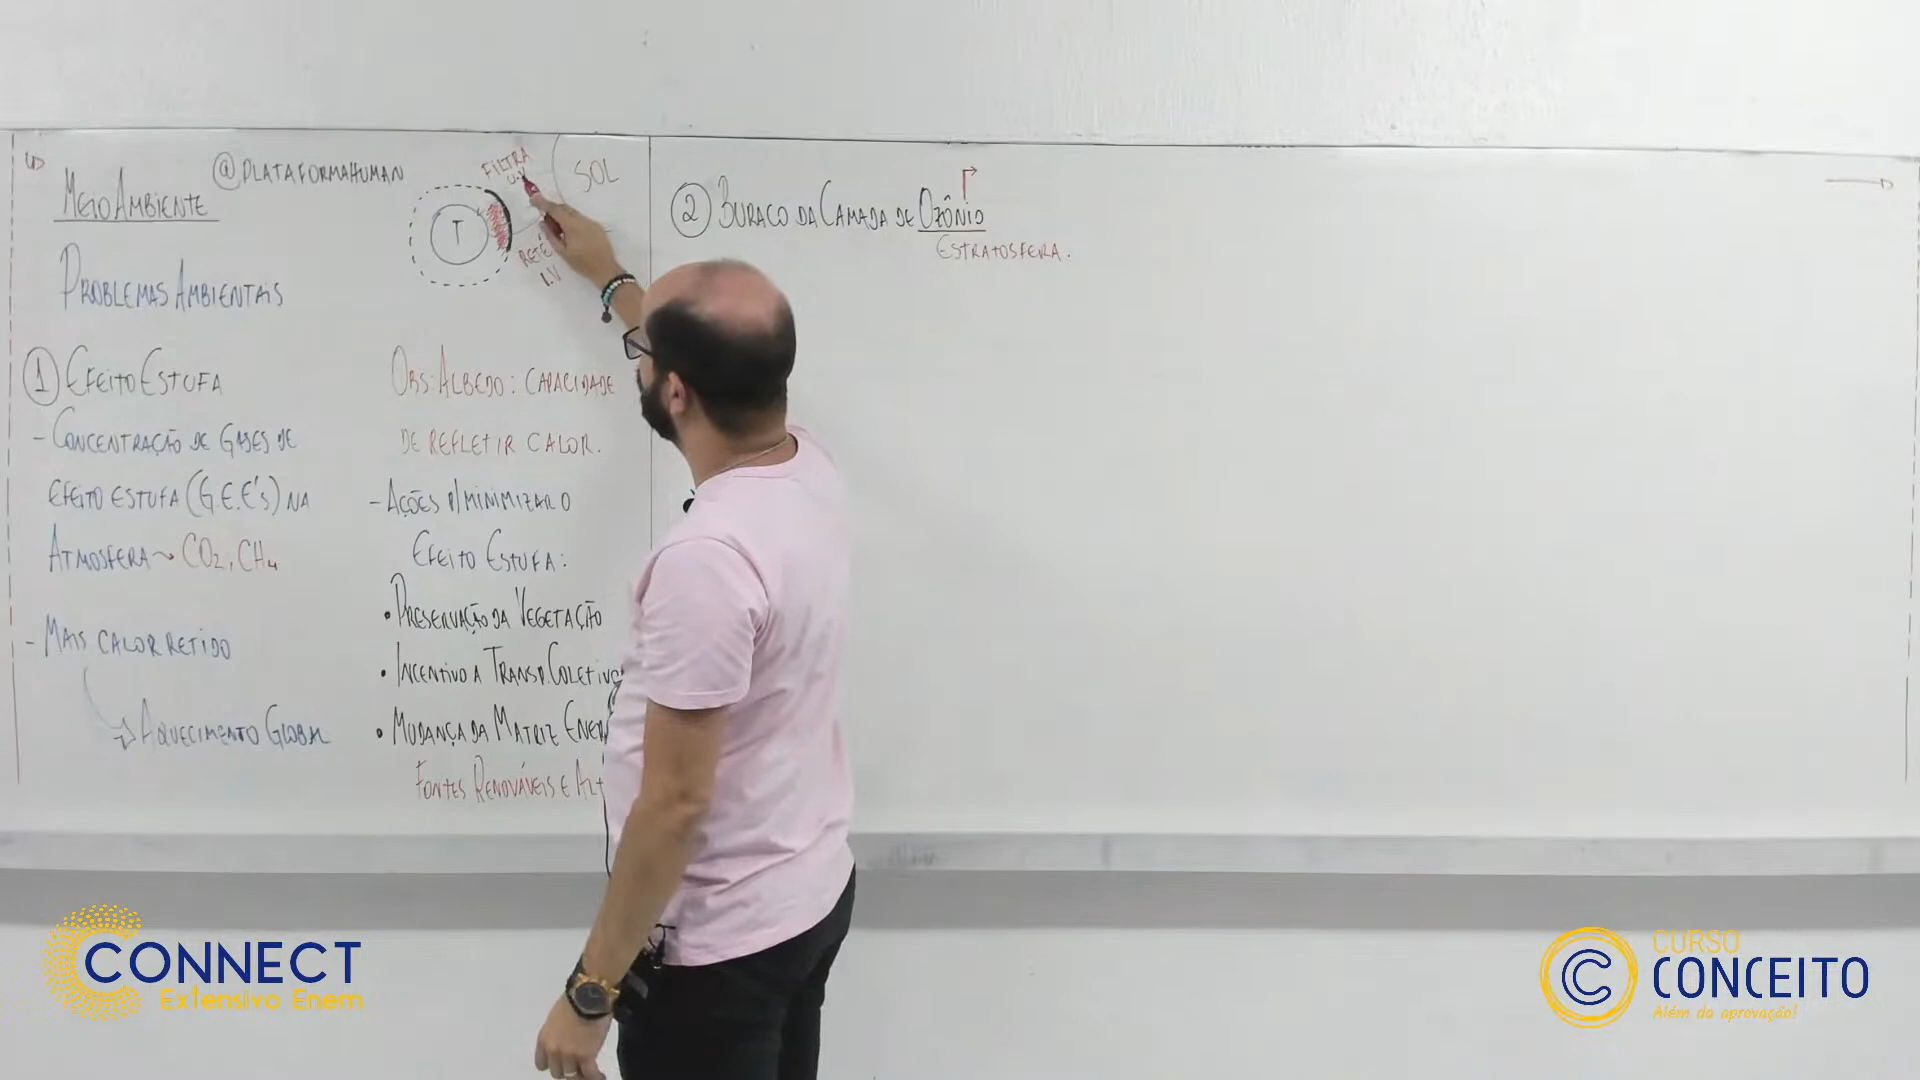 @PLATAFORMAHUMAN
MEIO AMBIENTE
PROBLEMAS AMBIENTAIS
FILTRA
U.V
SOL
T
RETÉ
I.V
1 EFEITO ESTUFA
- CONCENTRAÇÃO DE GASES DE
EFEITO ESTUFA (G.E.E's) NA
ATMOSFERA ~> CO2, CH4
- MAIS CALOR RETIDO
AQUECIMENTO GLOBAL
OBS: ALBEDO: CAPACIDADE
DE REFLETIR CALOR.
- AÇÕES P/ MINIMIZAR O
EFEITO ESTUFA:
• PRESERVAÇÃO DA VEGETAÇÃO
• INCENTIVO A TRANSP. COLETIVO
• MUDANÇA DA MATRIZ ENER
FONTES RENOVÁVEIS E ALT
2 BURACO DA CAMADA DE OZÔNIO
ESTRATOSFERA.
CONNECT
Extensivo Enem
C
CURSO
CONCEITO
Além da aprovação!